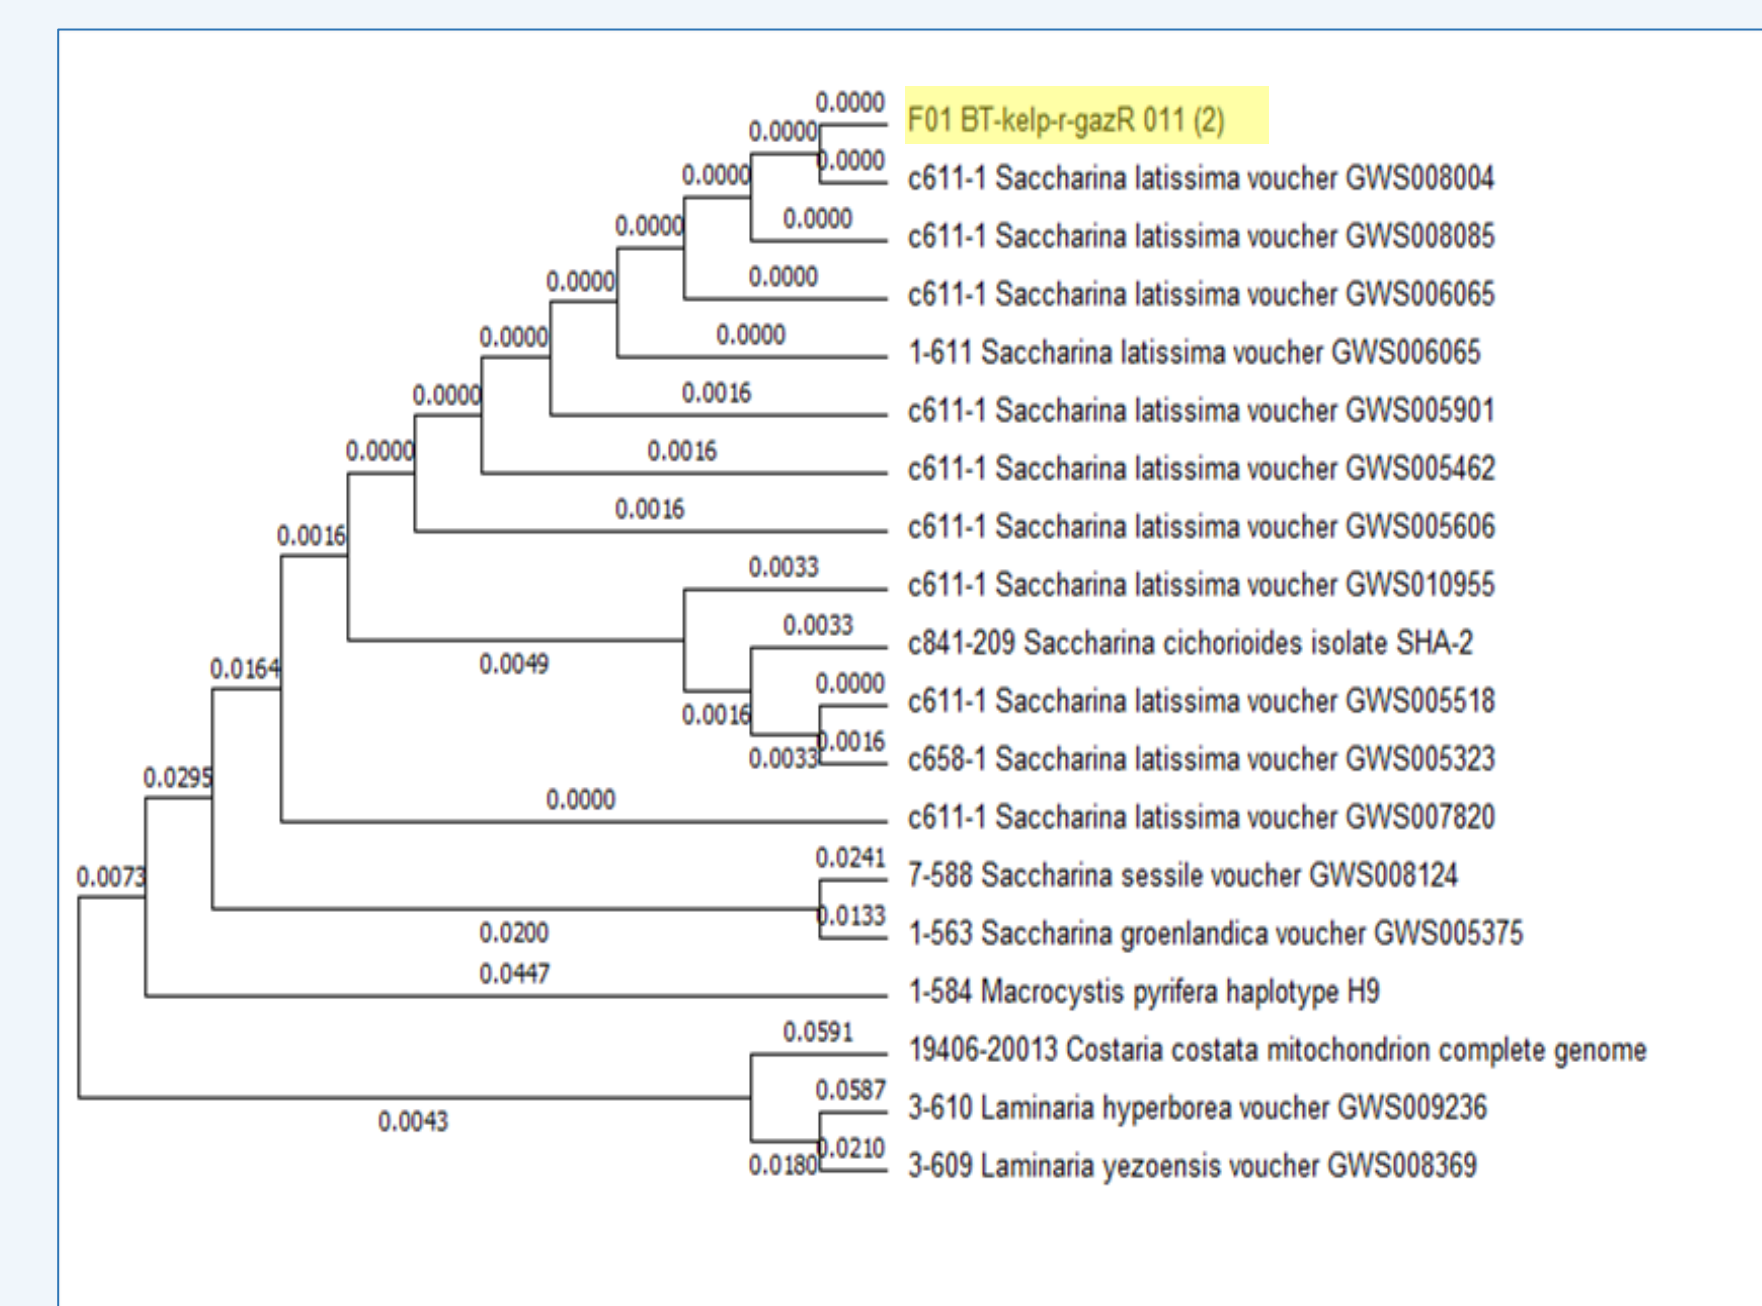 0.0000
F01 BT-kelp-r-gazR 011 (2)
0.0000
0.0000
c611-1 Saccharina latissima voucher GWS008004
0.0000
0.0000
c611-1 Saccharina latissima voucher GWS008085
0.0000
0.0000
c611-1 Saccharina latissima voucher GWS006065
0.0000
0.0000
1-611 Saccharina latissima voucher GWS006065
0.0000
0.0016
c611-1 Saccharina latissima voucher GWS005901
0.0000
0.0016
c611-1 Saccharina latissima voucher GWS005462
0.0000
0.0016
c611-1 Saccharina latissima voucher GWS005606
0.0016
0.0033
c611-1 Saccharina latissima voucher GWS010955
0.0033
c841-209 Saccharina cichorioides isolate SHA-2
0.0049
0.0164
0.0000
c611-1 Saccharina latissima voucher GWS005518
0.0016
0.0016
0.0033
c658-1 Saccharina latissima voucher GWS005323
0.0295
0.0000
c611-1 Saccharina latissima voucher GWS007820
0.0241
7-588 Saccharina sessile voucher GWS008124
0.0073
0.0133
1-563 Saccharina groenlandica voucher GWS005375
0.0200
0.0447
1-584 Macrocystis pyrifera haplotype H9
0.0591
19406-20013 Costaria costata mitochondrion complete genome
0.0587
3-610 Laminaria hyperborea voucher GWS009236
0.0043
0.0210
0.0180
3-609 Laminaria yezoensis voucher GWS008369